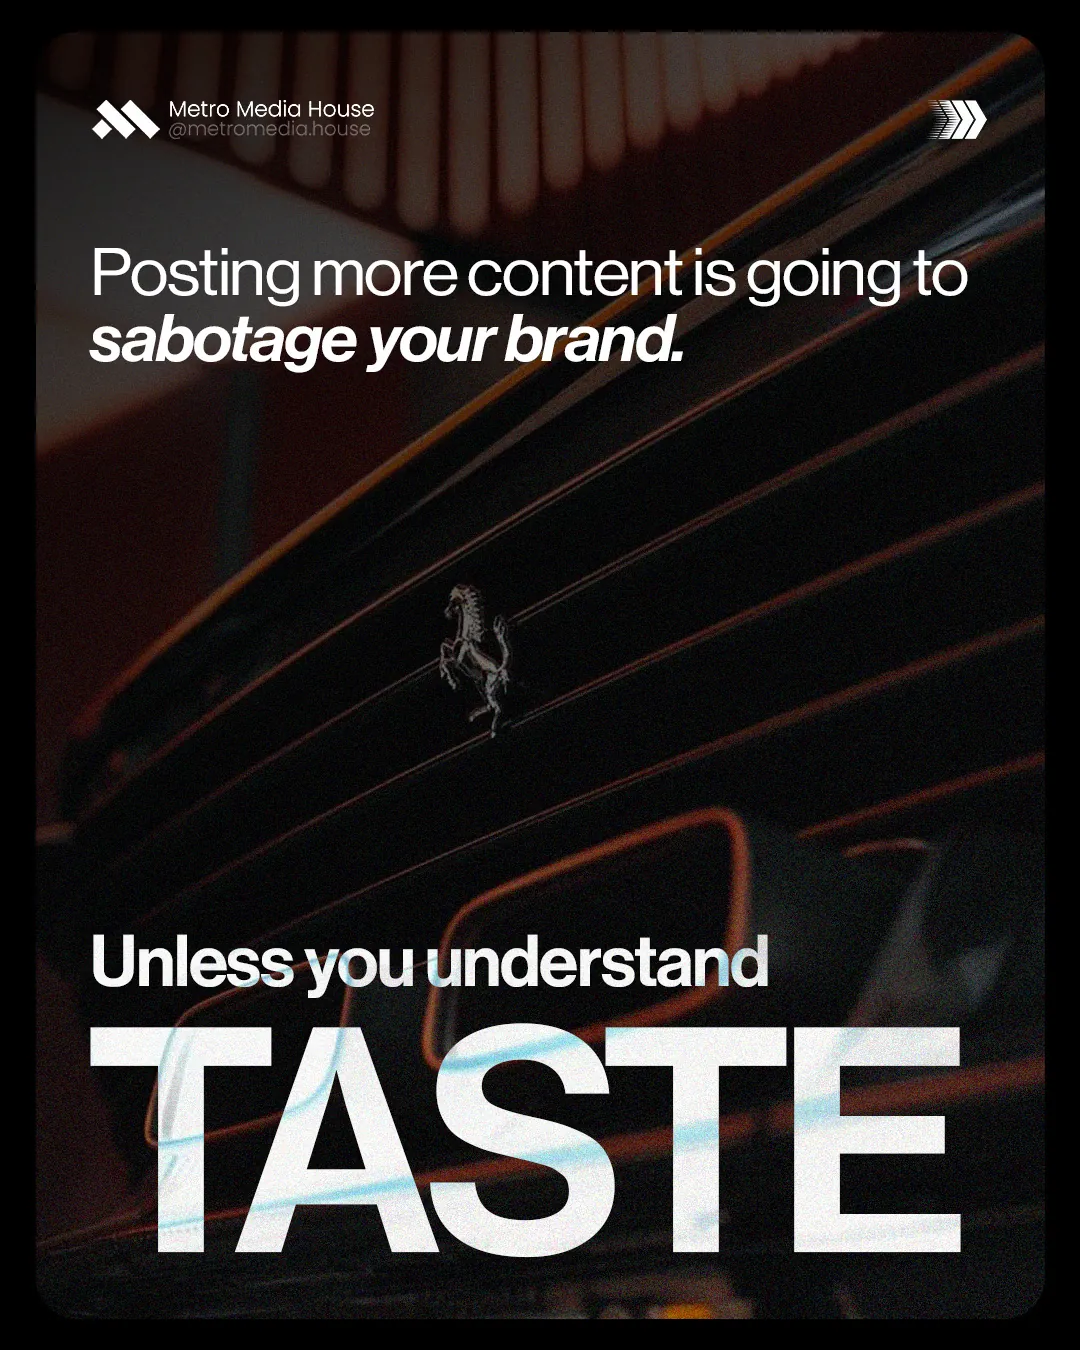 Metro Media House
@metromedia.house
Posting more content is going to
sabotage your brand.
Unless you understand
TASTE